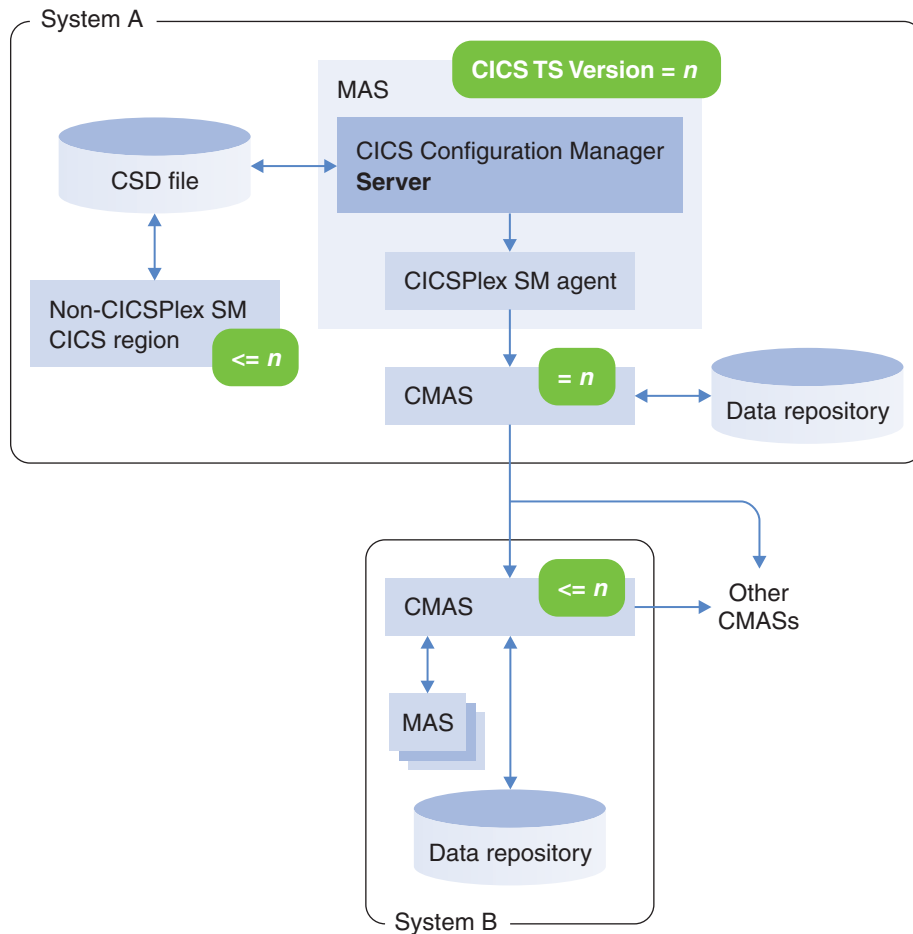 System A
CICS TS Version = n
MAS
CICS Configuration Manager
Server
CSD file
CICSPlex SM agent
Non-CICSPlex SM
CICS region
<= n
= n
CMAS
Data repository
<= n
CMAS
Other
CMASs
MAS
Data repository
System B